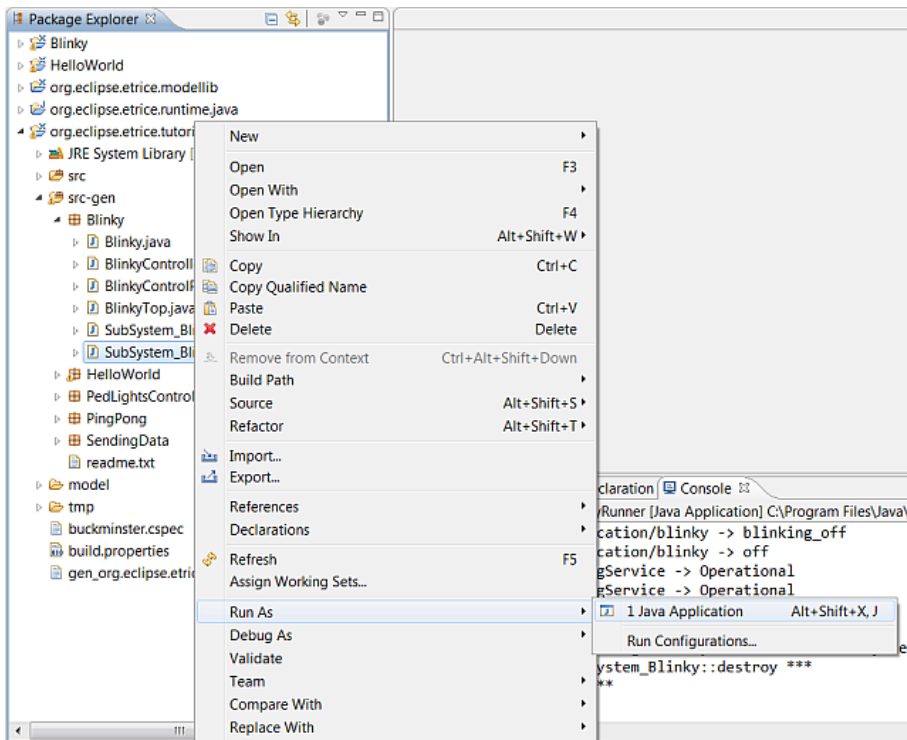 Package Explorer
Blinky
HelloWorld
org.eclipse.etrice.modellib
org.eclipse.etrice.runtime.java
org.eclipse.etrice.tutori
JRE System Library [
src
src-gen
Blinky
Blinky.java
BlinkyControll
BlinkyControlP
BlinkyTop.java
SubSystem_Bli
SubSystem_Bli
HelloWorld
PedLightsControl
PingPong
SendingData
readme.txt
model
tmp
buckminster.cspec
build.properties
gen_org.eclipse.etric
New
Open F3
Open With
Open Type Hierarchy F4
Show In Alt+Shift+W
Copy Ctrl+C
Copy Qualified Name
Paste Ctrl+V
Delete Delete
Remove from Context Ctrl+Alt+Shift+Down
Build Path
Source Alt+Shift+S
Refactor Alt+Shift+T
Import...
Export...
References
Declarations
Refresh F5
Assign Working Sets...
Run As
Debug As
Validate
Team
Compare With
Replace With
1 Java Application Alt+Shift+X, J
Run Configurations...
claration Console
yRunner [Java Application] C:\Program Files\Java\
cation/blinky -> blinking_off
cation/blinky -> off
gService -> Operational
gService -> Operational
ystem_Blinky::destroy ***
**